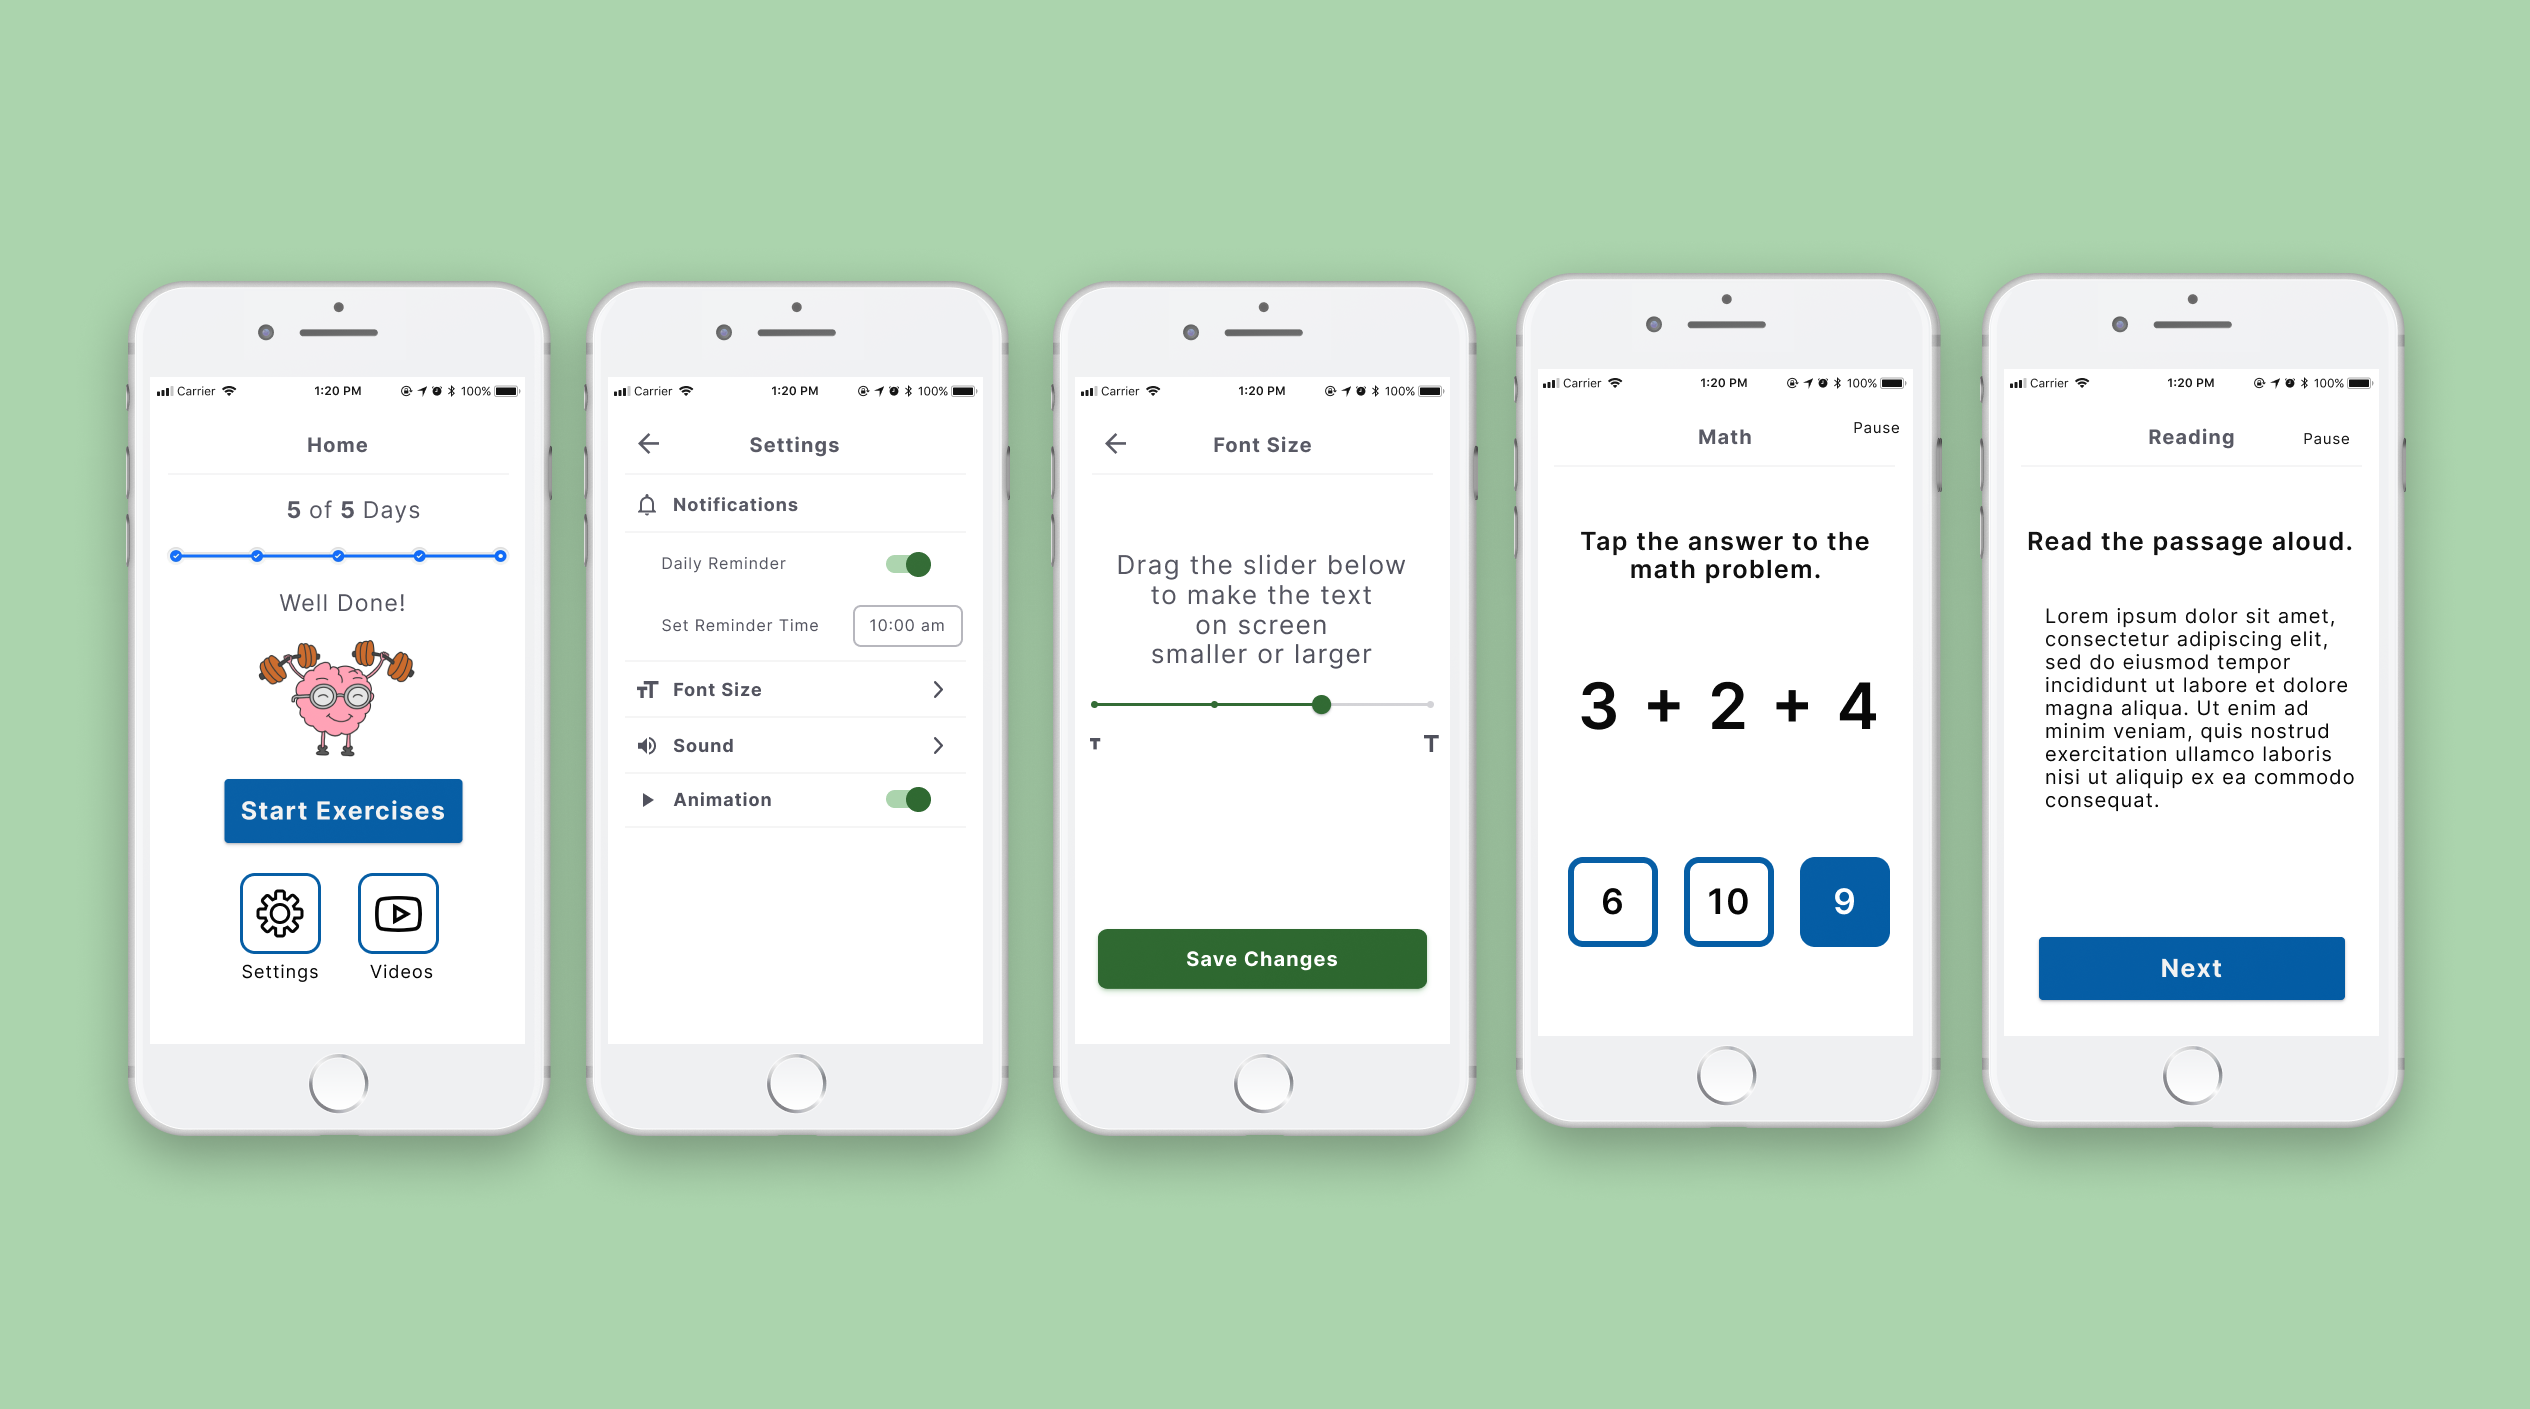 Carrier 1:20 PM 100%
Home
5 of 5 Days
Well Done!
Start Exercises
Settings Videos
Carrier 1:20 PM 100%
Settings
Notifications
Daily Reminder
Set Reminder Time 10:00 am
Font Size
Sound
Animation
Carrier 1:20 PM 100%
Font Size
Drag the slider below
to make the text
on screen
smaller or larger
T T
Save Changes
Carrier 1:20 PM 100%
Math Pause
Tap the answer to the
math problem.
3 + 2 + 4
6 10 9
Carrier 1:20 PM 100%
Reading Pause
Read the passage aloud.
Lorem ipsum dolor sit amet,
consectetur adipiscing elit,
sed do eiusmod tempor
incididunt ut labore et dolore
magna aliqua. Ut enim ad
minim veniam, quis nostrud
exercitation ullamco laboris
nisi ut aliquip ex ea commodo
consequat.
Next